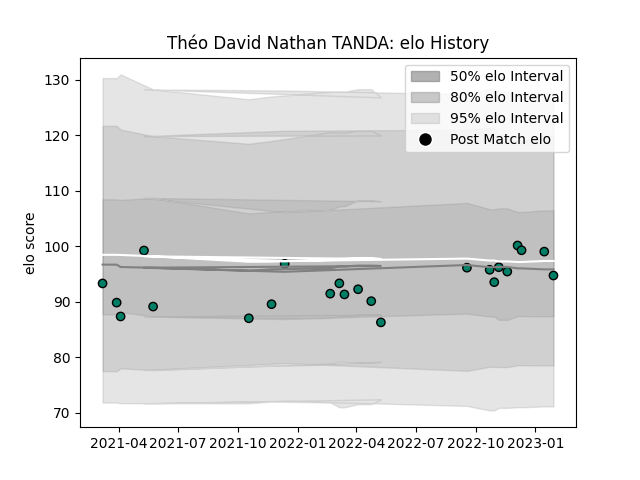 Théo David Nathan TANDA: elo History
50% elo Interval
80% elo Interval
95% elo Interval
Post Match elo
elo score
130
120
110
100
90
80
70
2021-04 2021-07 2021-10 2022-01 2022-04 2022-07 2022-10 2023-01